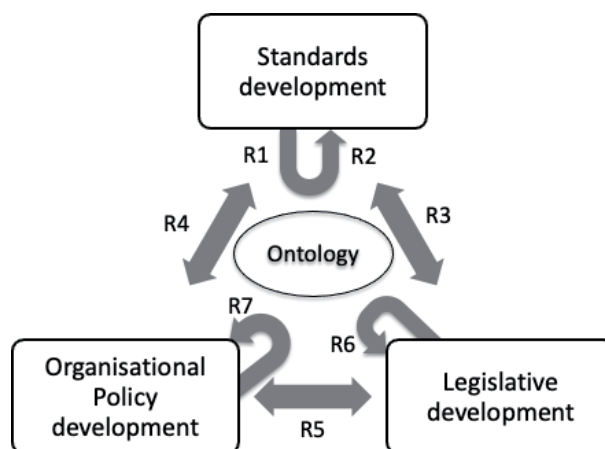 Standards
development
R1
R2
R4
R3
Ontology
R7
R6
Organisational
Policy
development
Legislative
development
R5